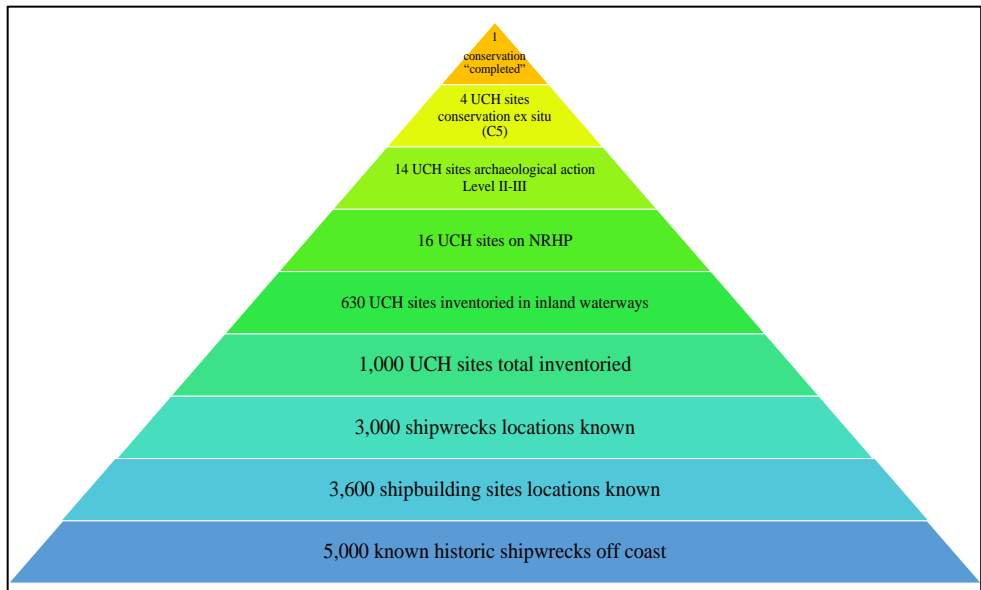 1
conservation
“completed”
4 UCH sites
conservation ex situ
(C5)
14 UCH sites archaeological action
Level II-III
16 UCH sites on NRHP
630 UCH sites inventoried in inland waterways
1,000 UCH sites total inventoried
3,000 shipwrecks locations known
3,600 shipbuilding sites locations known
5,000 known historic shipwrecks off coast